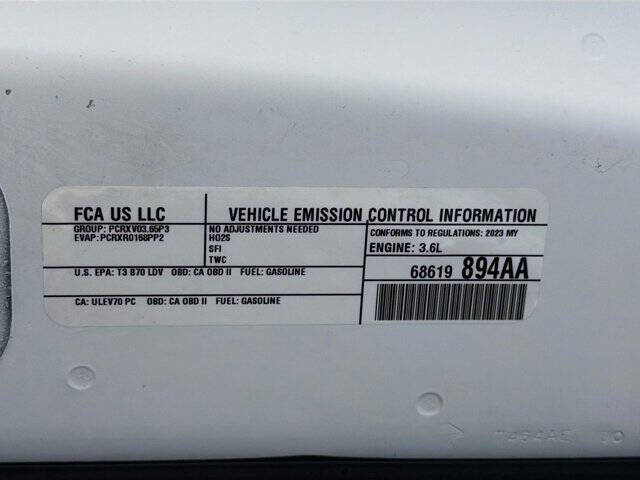 FCA US LLC
GROUP: PCRXV03.65P3
EVAP: PCRXR0168PP2
VEHICLE EMISSION CONTROL INFORMATION
NO ADJUSTMENTS NEEDED
HO2S
SFI
TWC
CONFORMS TO REGULATIONS: 2023 MY
ENGINE: 3.6L
U.S. EPA: T3 B70 LDV OBD: CA OBD II FUEL: GASOLINE
68619 894AA
CA: ULEV70 PC OBD: CA OBD II FUEL: GASOLINE